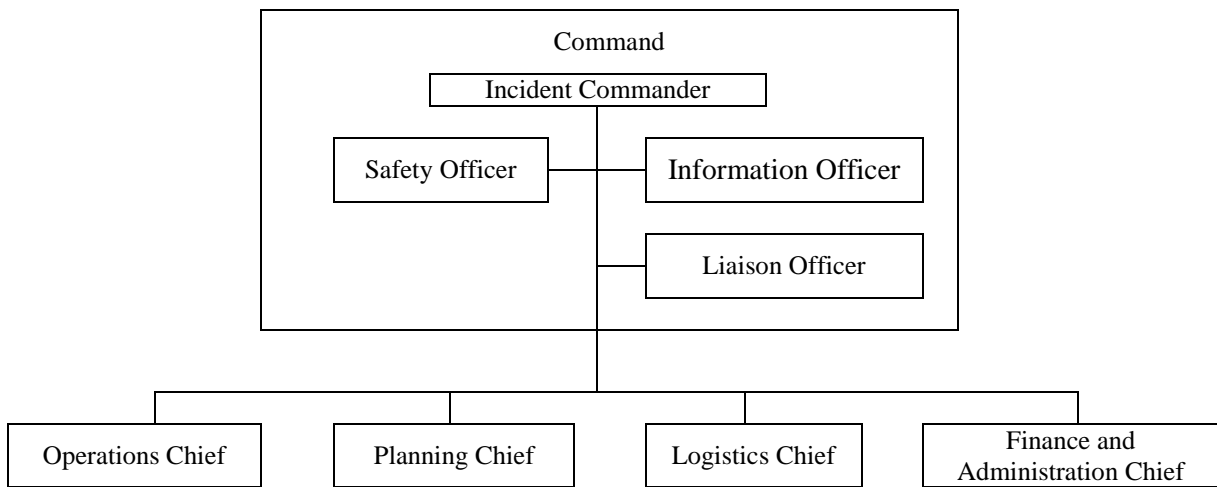 Command
Incident Commander
Safety Officer
Information Officer
Liaison Officer
Operations Chief
Planning Chief
Logistics Chief
Finance and
Administration Chief